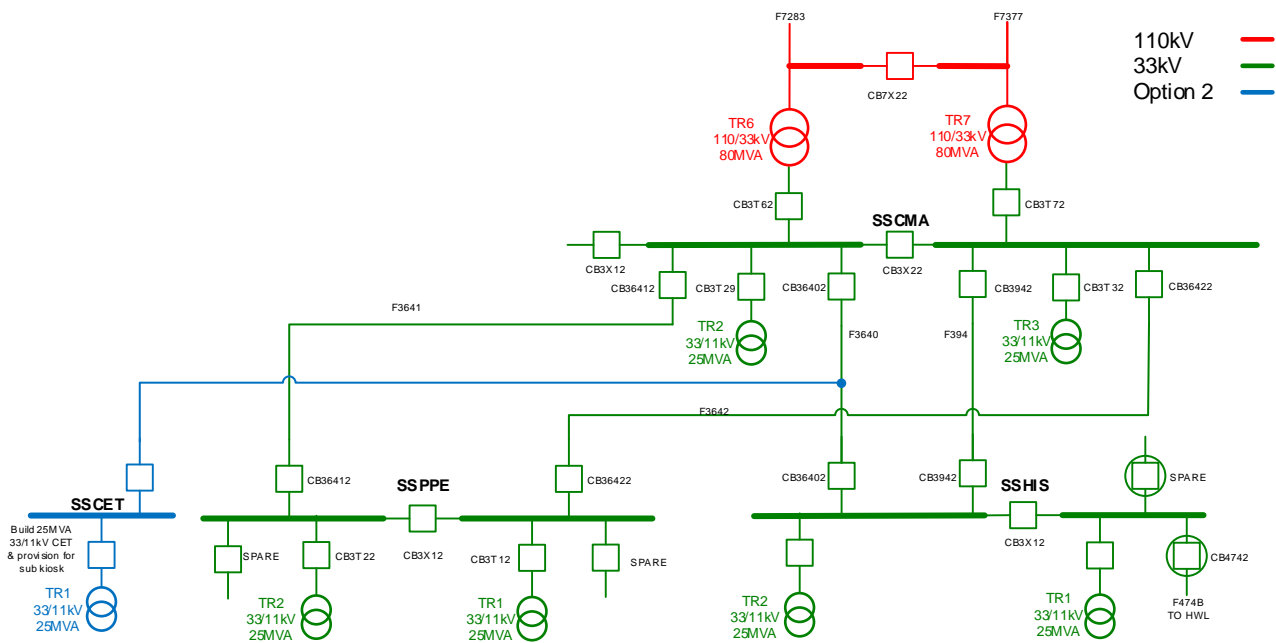 F7283
F7377
110kV
33kV
Option 2
CB7X22
TR6
110/33kV
80MVA
TR7
110/33kV
80MVA
CB3T62
CB3T72
SSCMA
CB3X12
CB3X22
CB36412
CB3T29
CB36402
CB3942
CB3T32
CB36422
F3641
TR2
33/11kV
25MVA
F3640
F394
TR3
33/11kV
25MVA
F3642
CB36412
CB36422
CB36402
CB3942
SPARE
SSCET
SSPPE
SSHIS
Build 25MVA
33/11kV CET
& provision for
sub kiosk
SPARE
CB3T22
CB3X12
CB3T12
SPARE
CB3X12
CB4742
TR1
33/11kV
25MVA
TR2
33/11kV
25MVA
TR1
33/11kV
25MVA
TR2
33/11kV
25MVA
TR1
33/11kV
25MVA
F474B
TO HWL